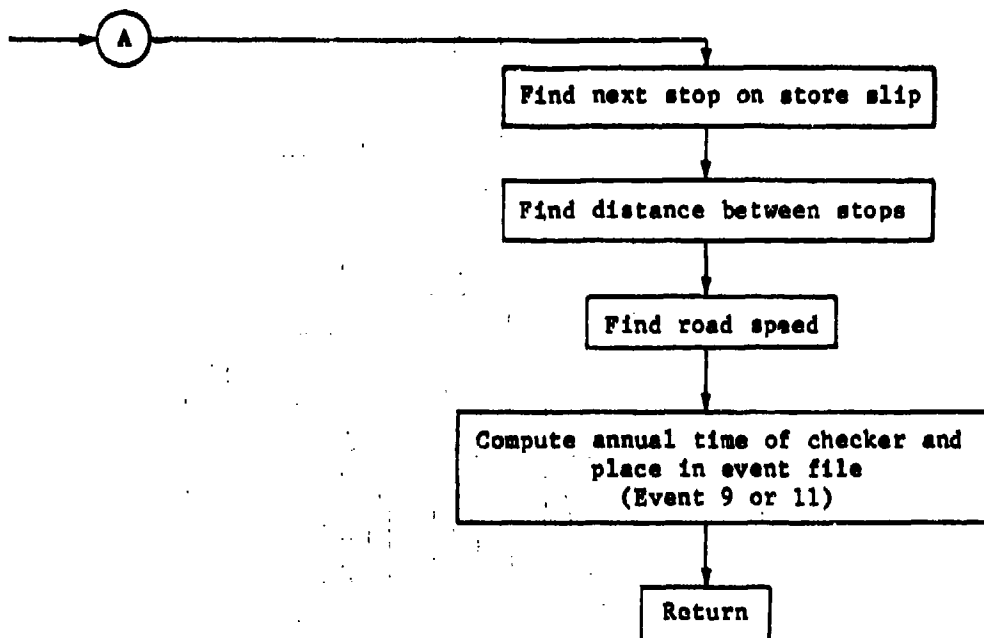 A
Find next stop on store slip
Find distance between stops
Find road speed
Compute annual time of checker and
place in event file
(Event 9 or 11)
Return